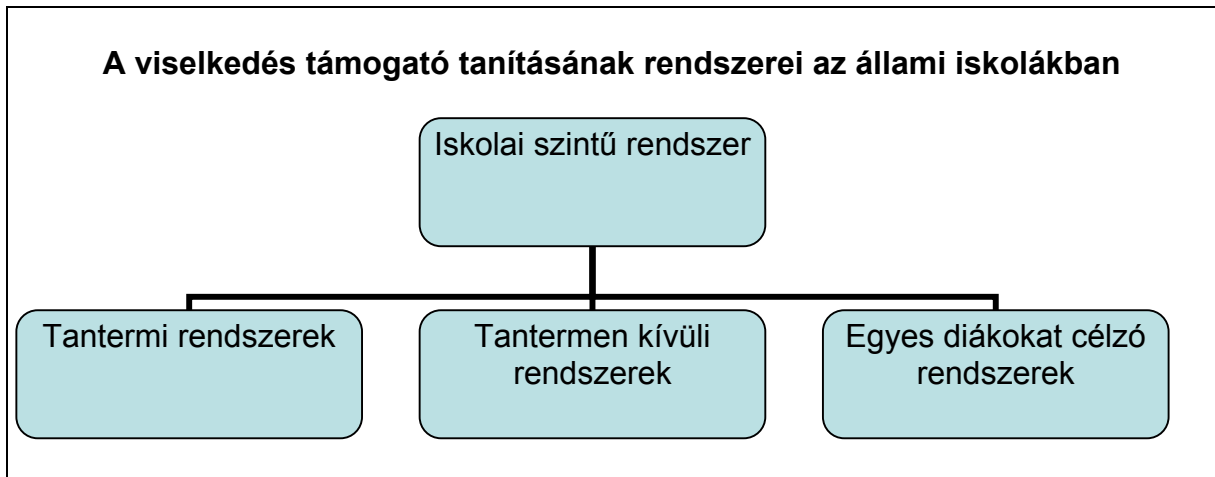 A viselkedés támogató tanításának rendszerei az állami iskolákban
Iskolai szintű rendszer
Tantermi rendszerek
Tantermen kívüli
rendszerek
Egyes diákokat célzó
rendszerek